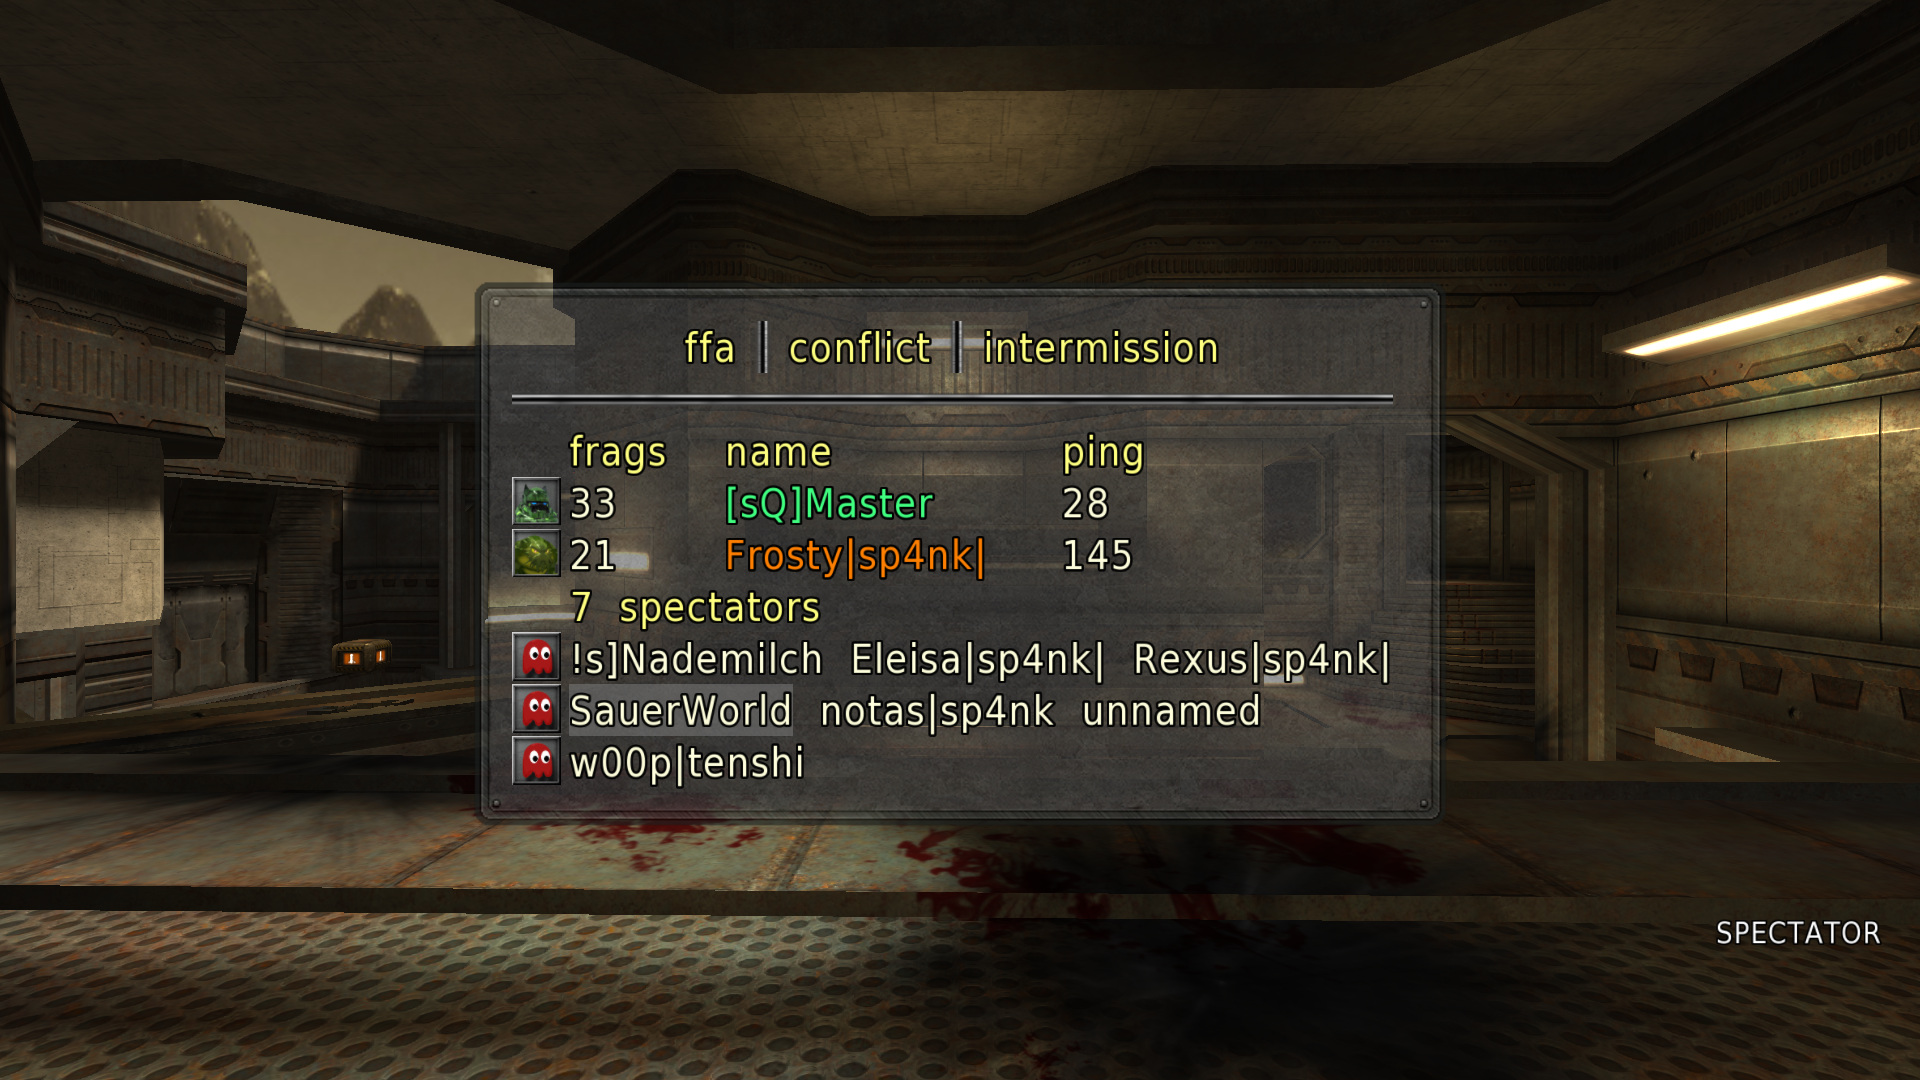 ffa conflict intermission
frags name ping
33 [sQ]Master 28
21 Frosty|sp4nk| 145
7 spectators
!s]Nademilch Eleisa|sp4nk| Rexus|sp4nk|
SauerWorld notas|sp4nk unnamed
w00p|tenshi
SPECTATOR